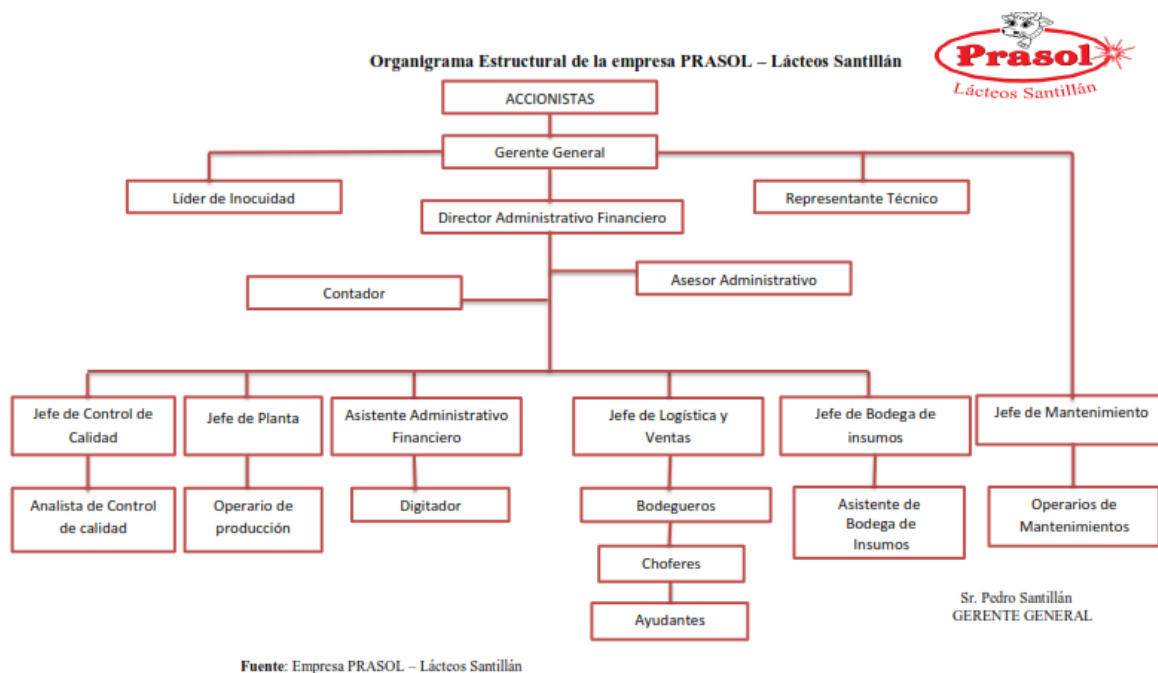 Organigrama Estructural de la empresa PRASOL – Lácteos Santillán
Prasol
Lácteos Santillán
ACCIONISTAS
Gerente General
Líder de Inocuidad
Representante Técnico
Director Administrativo Financiero
Asesor Administrativo
Contador
Jefe de Control de
Calidad
Jefe de Planta
Asistente Administrativo
Financiero
Jefe de Logística y
Ventas
Jefe de Bodega de
insumos
Jefe de Mantenimiento
Analista de Control
de calidad
Operario de
producción
Digitador
Bodegueros
Asistente de
Bodega de
Insumos
Operarios de
Mantenimientos
Choferes
Ayudantes
Sr. Pedro Santillán
GERENTE GENERAL
Fuente: Empresa PRASOL – Lácteos Santillán